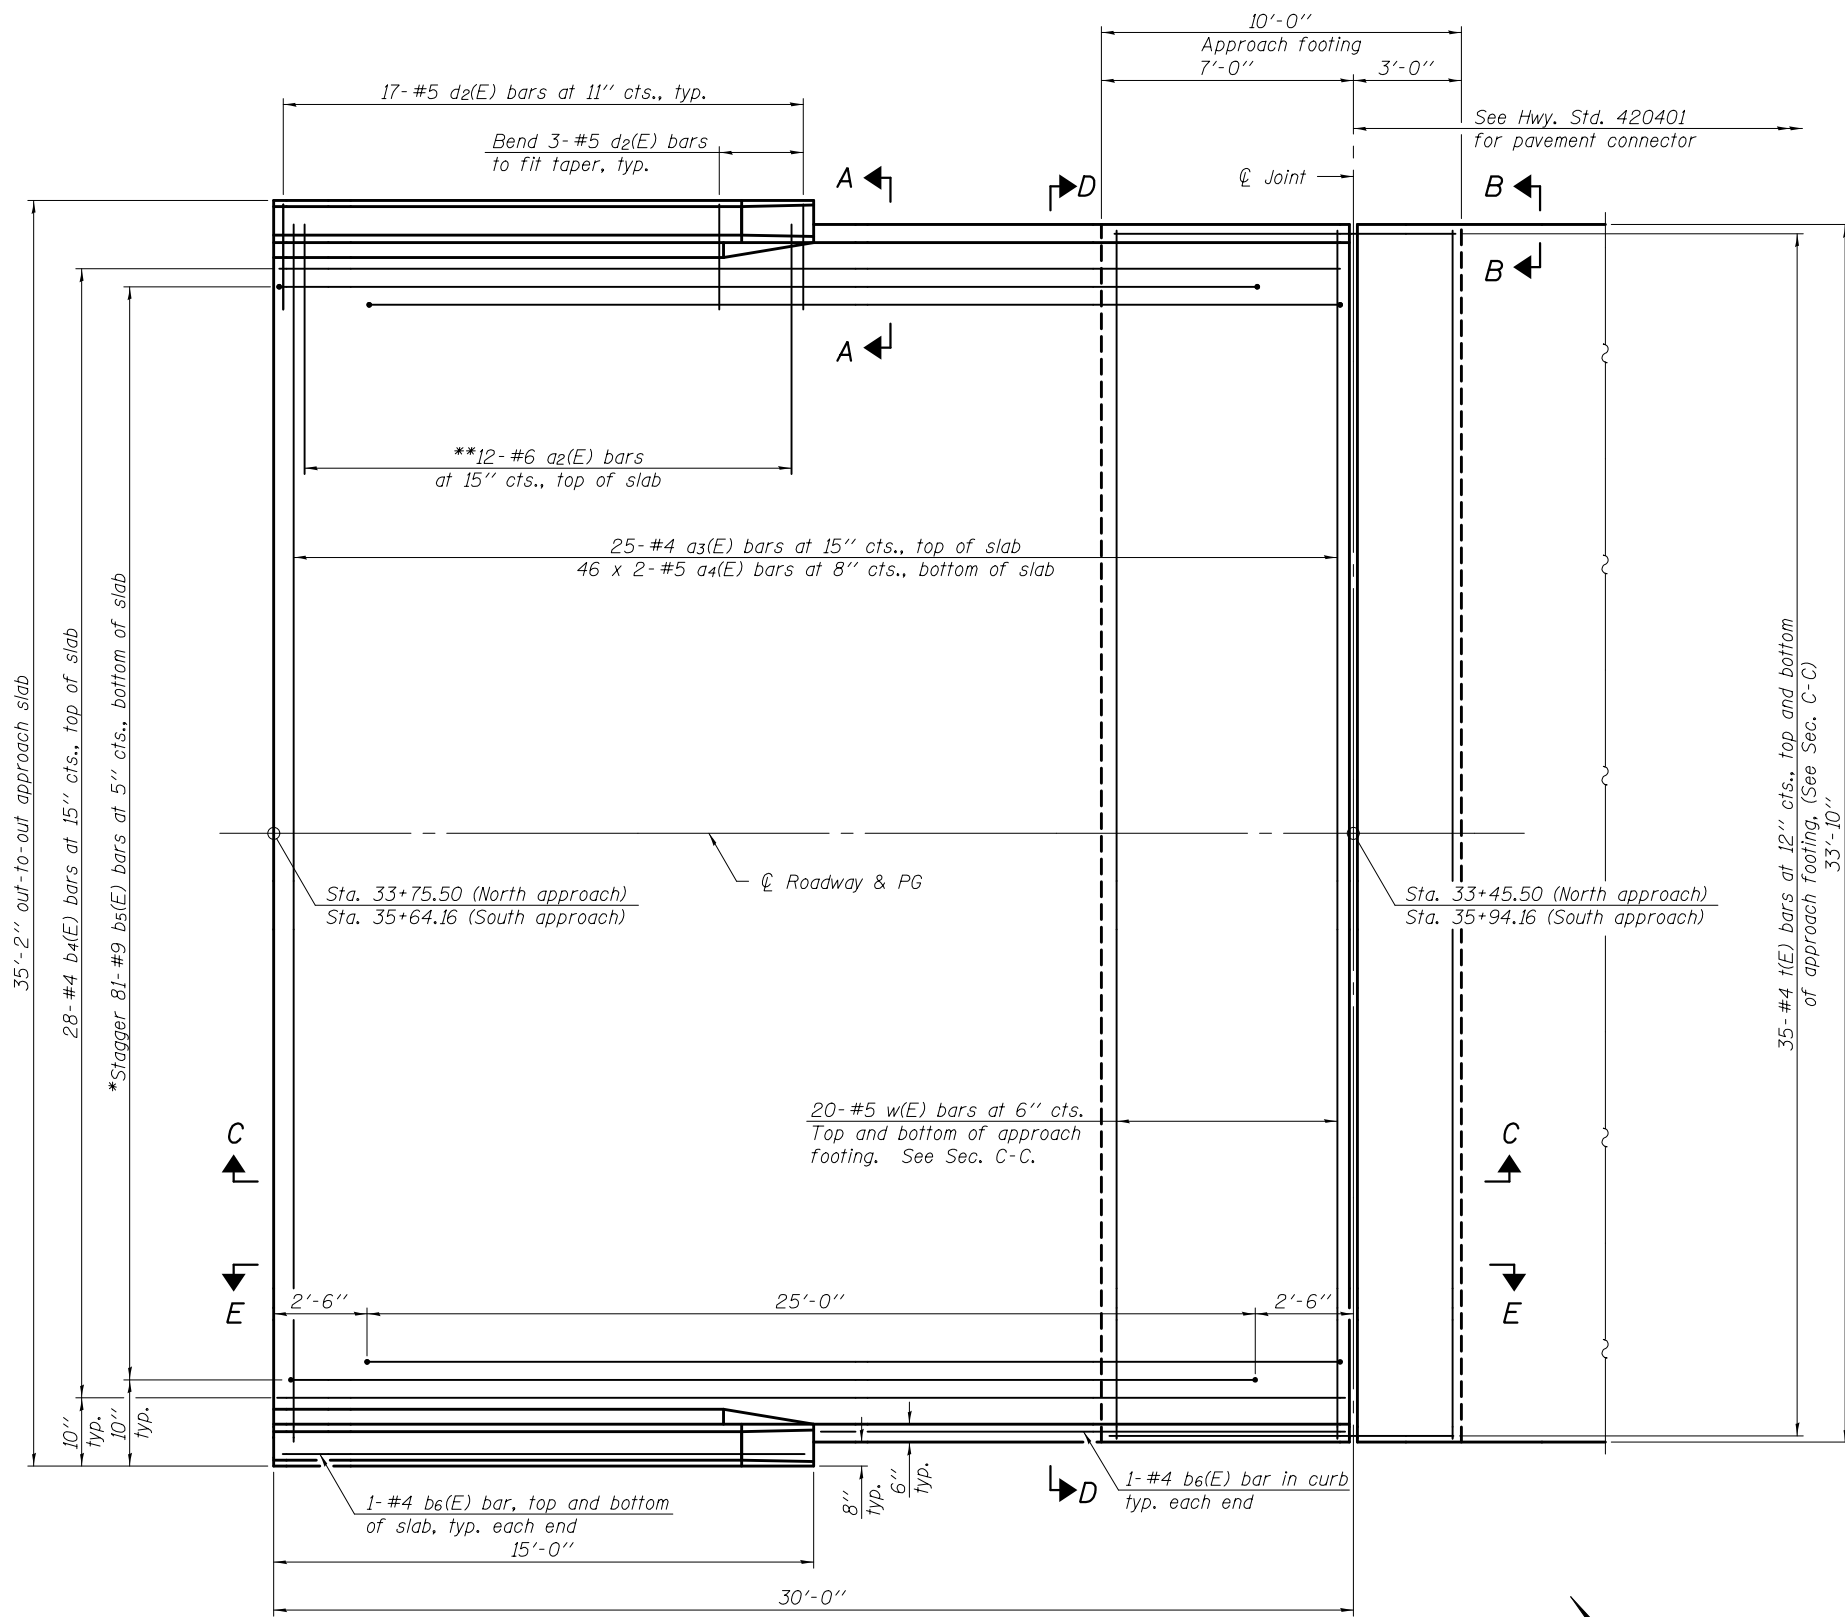 10'-0"
Approach footing
7'-0"
3'-0"
17-#5 d2(E) bars at 11" cts., typ.
Bend 3-#5 d2(E) bars
to fit taper, typ.
See Hwy. Std. 420401
for pavement connector
℄ Joint
A
D
B
B
A
**12-#6 a2(E) bars
at 15" cts., top of slab
25-#4 a3(E) bars at 15" cts., top of slab
46 x 2-#5 a4(E) bars at 8" cts., bottom of slab
35'-2" out-to-out approach slab
28-#4 b4(E) bars at 15" cts., top of slab
*Stagger 81-#9 b5(E) bars at 5" cts., bottom of slab
35-#4 t(E) bars at 12" cts., top and bottom
of approach footing, (See Sec. C-C)
33'-10"
℄ Roadway & PG
Sta. 33+75.50 (North approach)
Sta. 35+64.16 (South approach)
Sta. 33+45.50 (North approach)
Sta. 35+94.16 (South approach)
20-#5 w(E) bars at 6" cts.
Top and bottom of approach
footing. See Sec. C-C.
C
C
E
E
2'-6"
25'-0"
2'-6"
10"
typ.
10"
typ.
8"
typ.
6"
typ.
D
1-#4 b6(E) bar in curb
typ. each end
1-#4 b6(E) bar, top and bottom
of slab, typ. each end
15'-0"
30'-0"